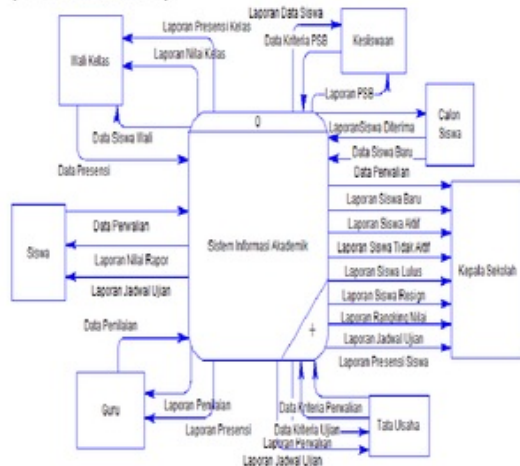 Laporan Data Siswa
Laporan Presensi Kelas
Data Kriteria PSB
Kesiswaan
Wali Kelas
Laporan Nilai Kelas
Laporan PSB
0
Calon Siswa
LaporanSiswa Diterima
Data Siswa Wali
Data Siswa Baru
Data Presensi
Data Perwalian
Laporan Siswa Baru
Data Perwalian
Laporan Siswa Aktif
Siswa
Sistem Informasi Akademik
Laporan Siswa Tidak Aktif
Kepala Sekolah
Laporan Nilai Rapor
Laporan Siswa Lulus
Laporan Jadwal Ujian
Laporan Siswa Resign
Laporan Rangking Nilai
Data Penilaian
+
Laporan Jadwal Ujian
Laporan Presensi Siswa
Guru
Laporan Penilaian
Data Kriteria Perwalian
Tata Usaha
Laporan Presensi
Data Kriteria Ujian
Laporan Perwalian
Laporan Jadwal Ujian